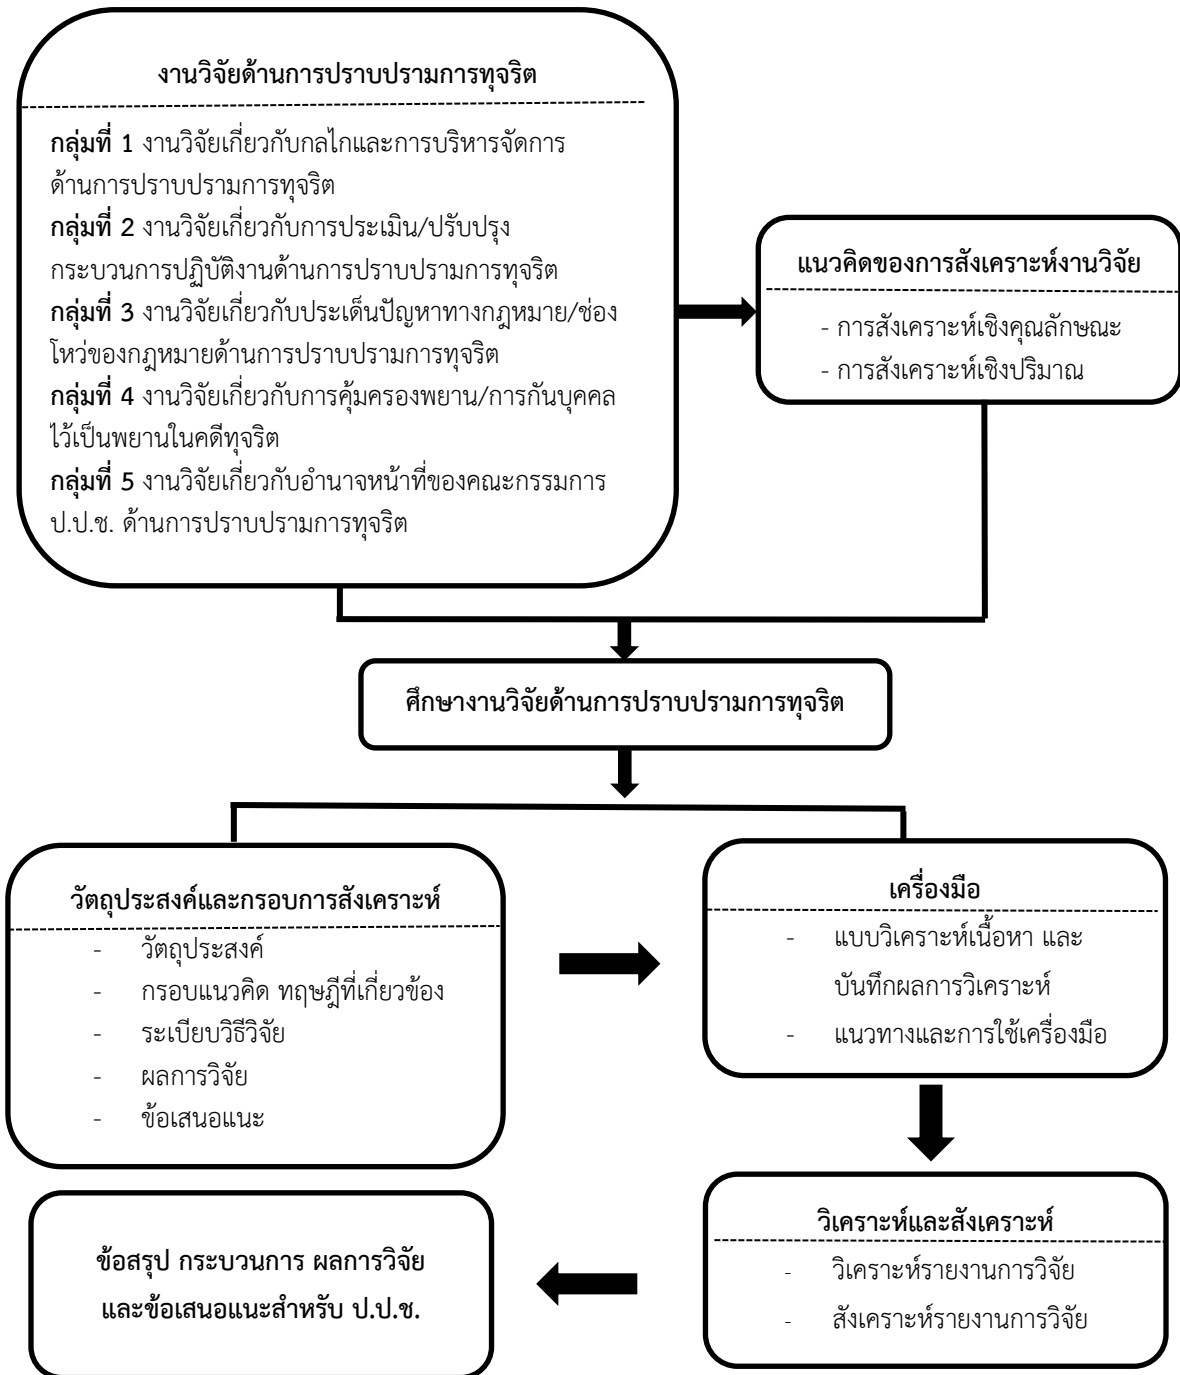 งานวิจัยด้านการปราบปรามการทุจริต
กลุ่มที่ 1 งานวิจัยเกี่ยวกับกลไกและการบริหารจัดการ
ด้านการปราบปรามการทุจริต
กลุ่มที่ 2 งานวิจัยเกี่ยวกับการประเมิน/ปรับปรุง
กระบวนการปฏิบัติงานด้านการปราบปรามการทุจริต
กลุ่มที่ 3 งานวิจัยเกี่ยวกับประเด็นปัญหาทางกฎหมาย/ช่อง
โหว่ของกฎหมายด้านการปราบปรามการทุจริต
กลุ่มที่ 4 งานวิจัยเกี่ยวกับการคุ้มครองพยาน/การกันบุคคล
ไว้เป็นพยานในคดีทุจริต
กลุ่มที่ 5 งานวิจัยเกี่ยวกับอำนาจหน้าที่ของคณะกรรมการ
ป.ป.ช. ด้านการปราบปรามการทุจริต
แนวคิดของการสังเคราะห์งานวิจัย
- การสังเคราะห์เชิงคุณลักษณะ
- การสังเคราะห์เชิงปริมาณ
ศึกษางานวิจัยด้านการปราบปรามการทุจริต
วัตถุประสงค์และกรอบการสังเคราะห์
- วัตถุประสงค์
- กรอบแนวคิด ทฤษฎีที่เกี่ยวข้อง
- ระเบียบวิธีวิจัย
- ผลการวิจัย
- ข้อเสนอแนะ
เครื่องมือ
- แบบวิเคราะห์เนื้อหา และ
บันทึกผลการวิเคราะห์
- แนวทางและการใช้เครื่องมือ
วิเคราะห์และสังเคราะห์
- วิเคราะห์รายงานการวิจัย
- สังเคราะห์รายงานการวิจัย
ข้อสรุป กระบวนการ ผลการวิจัย
และข้อเสนอแนะสำหรับ ป.ป.ช.